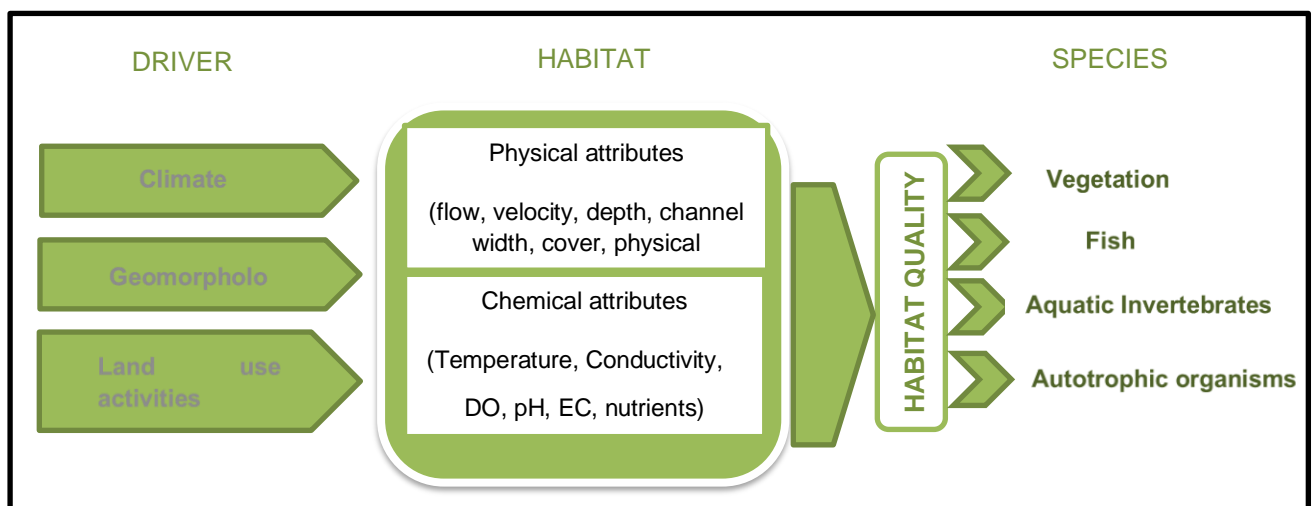 DRIVER
HABITAT
SPECIES
Climate
Geomorpholo
Land use
activities
Physical attributes
(flow, velocity, depth, channel
width, cover, physical
Chemical attributes
(Temperature, Conductivity,
DO, pH, EC, nutrients)
HABITAT QUALITY
Vegetation
Fish
Aquatic Invertebrates
Autotrophic organisms